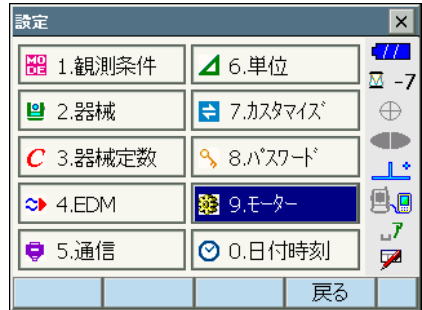 設定
MODE 1.観測条件
2.器械
C 3.器械定数
4.EDM
5.通信
6.単位
7.ｶｽﾀﾏｲｽﾞ
8.ﾊﾟｽﾜｰﾄﾞ
9.ﾓｰﾀｰ
0.日付時刻
-7
ア
戻る